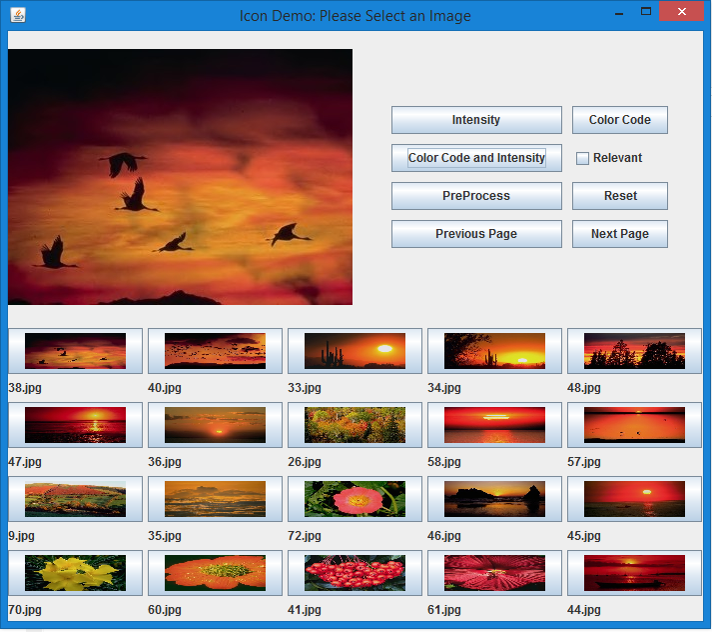 Icon Demo: Please Select an Image
Intensity Color Code
Color Code and Intensity Relevant
PreProcess Reset
Previous Page Next Page
38.jpg 40.jpg 33.jpg 34.jpg 48.jpg
47.jpg 36.jpg 26.jpg 58.jpg 57.jpg
9.jpg 35.jpg 72.jpg 46.jpg 45.jpg
70.jpg 60.jpg 41.jpg 61.jpg 44.jpg